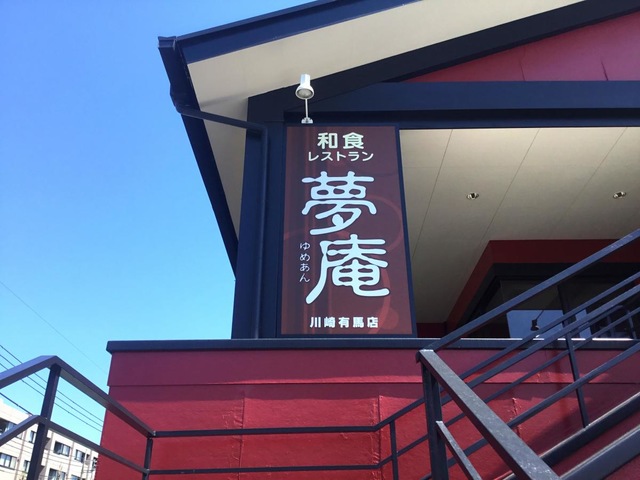 和食
レストラン
夢庵
ゆめあん
川崎有馬店